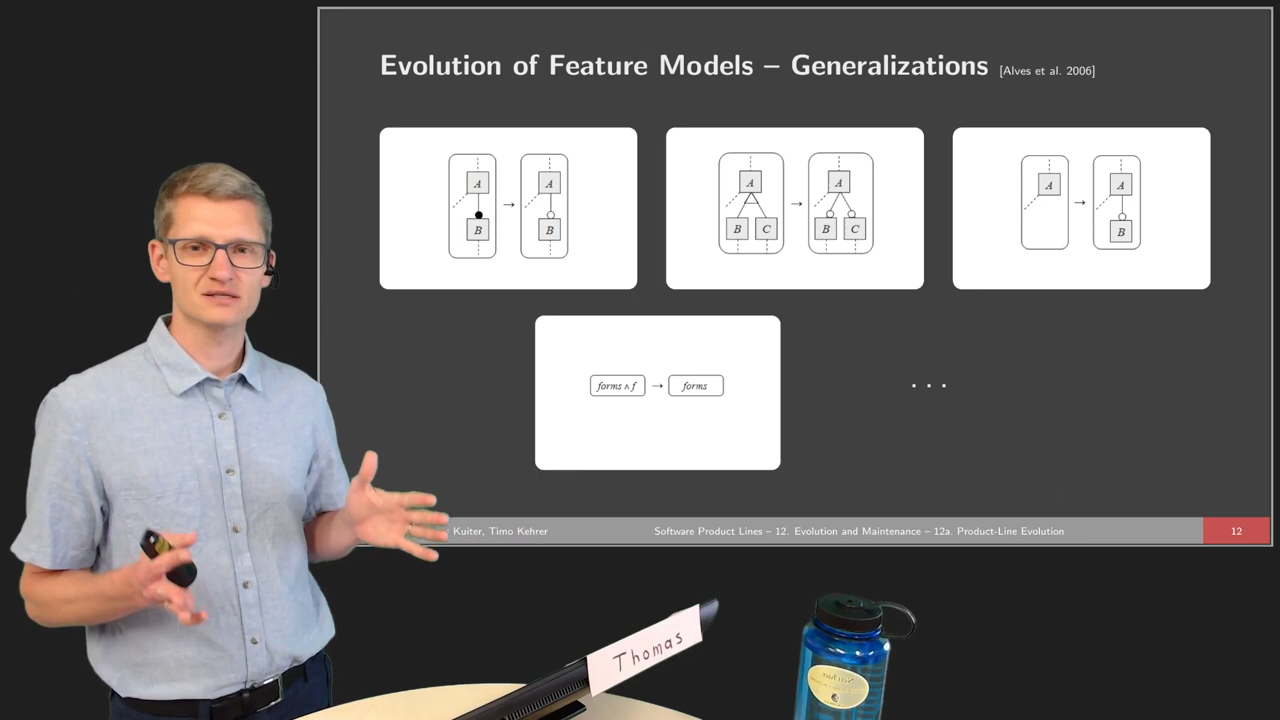 Evolution of Feature Models – Generalizations [Alves et al. 2006]
A → A
B B
A → A
B C B C
A → A
B
forms ∧ f → forms
. . .
Kuiter, Timo Kehrer
Software Product Lines – 12. Evolution and Maintenance – 12a. Product-Line Evolution
12
Thomas